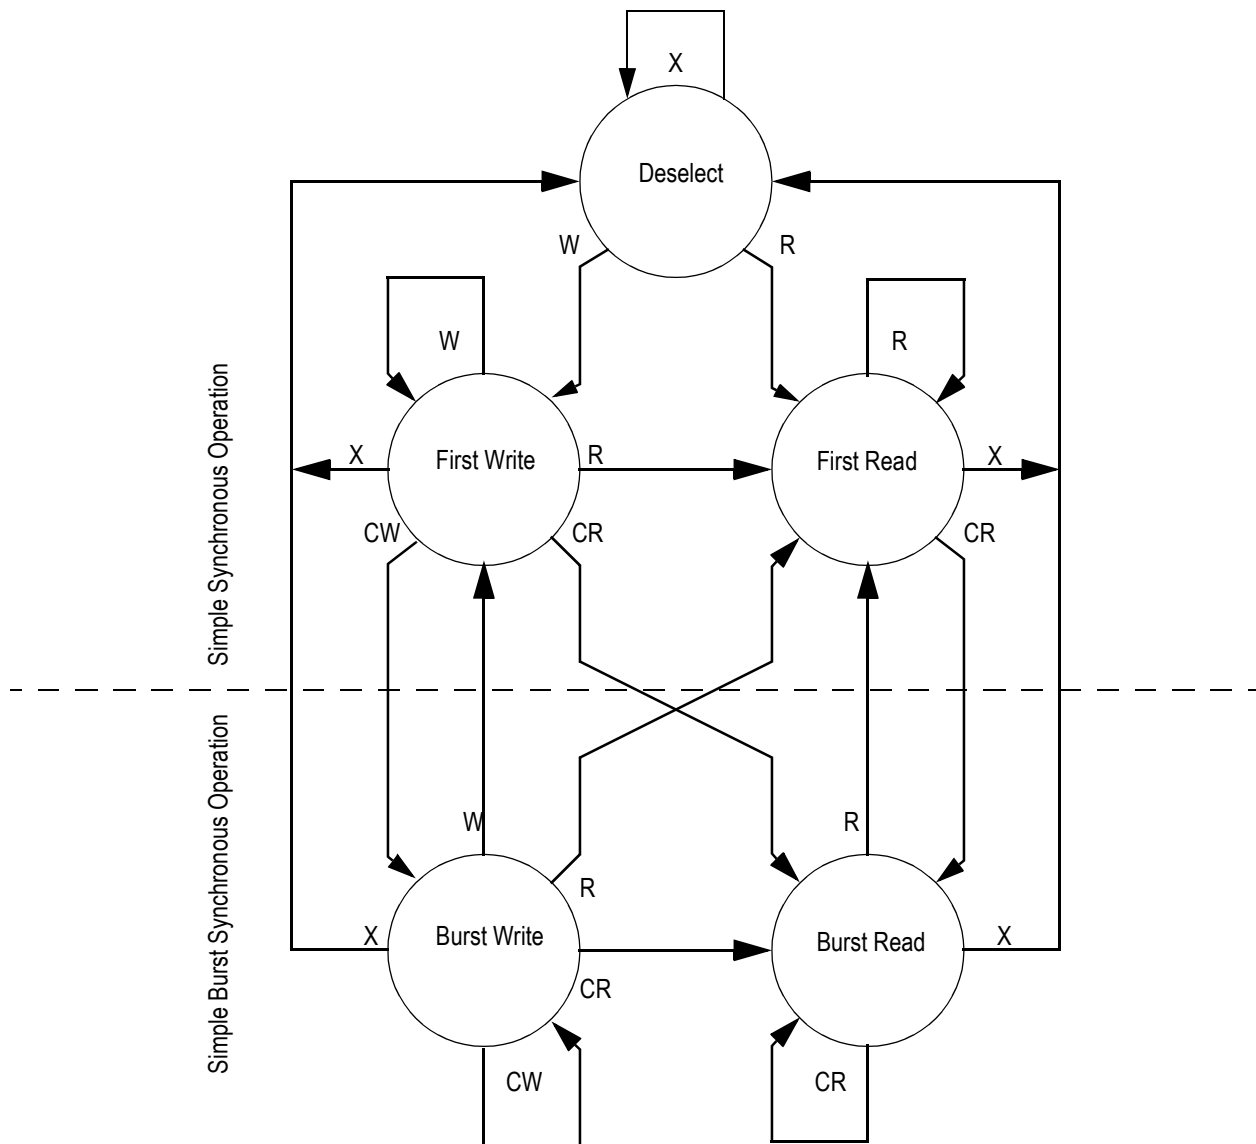 X
Deselect
W
R
W
R
X
First Write
R
First Read
X
CW
CR
CR
Simple Synchronous Operation
Simple Burst Synchronous Operation
W
R
R
X
Burst Write
Burst Read
X
CR
CW
CR